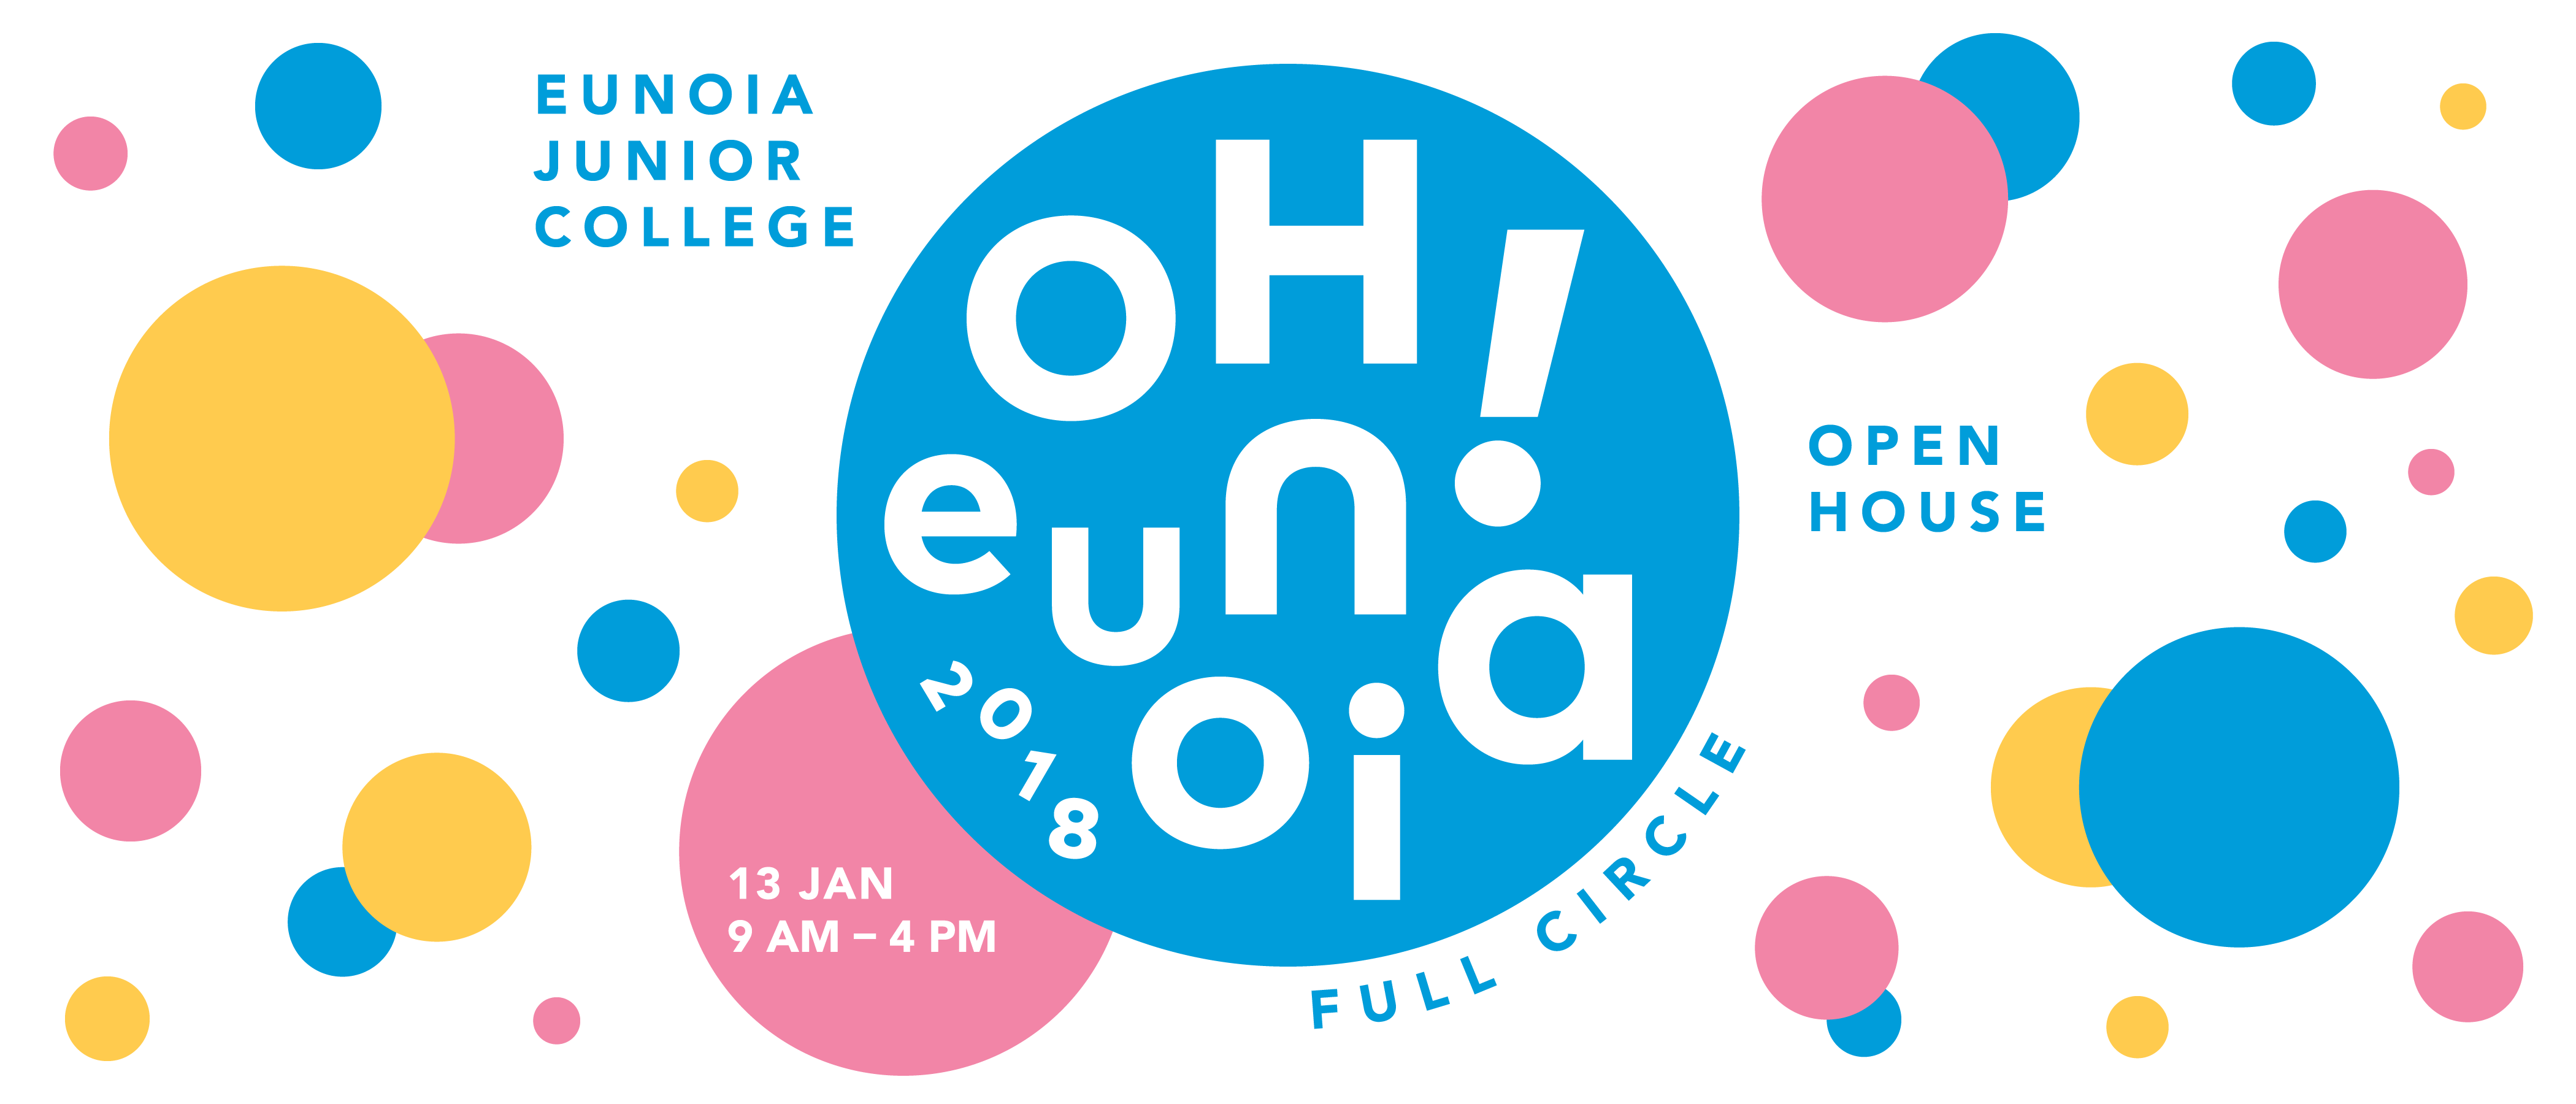 EUNOIA
JUNIOR
COLLEGE
OH!
eunoia
2018
13 JAN
9 AM – 4 PM
FULL CIRCLE
OPEN
HOUSE